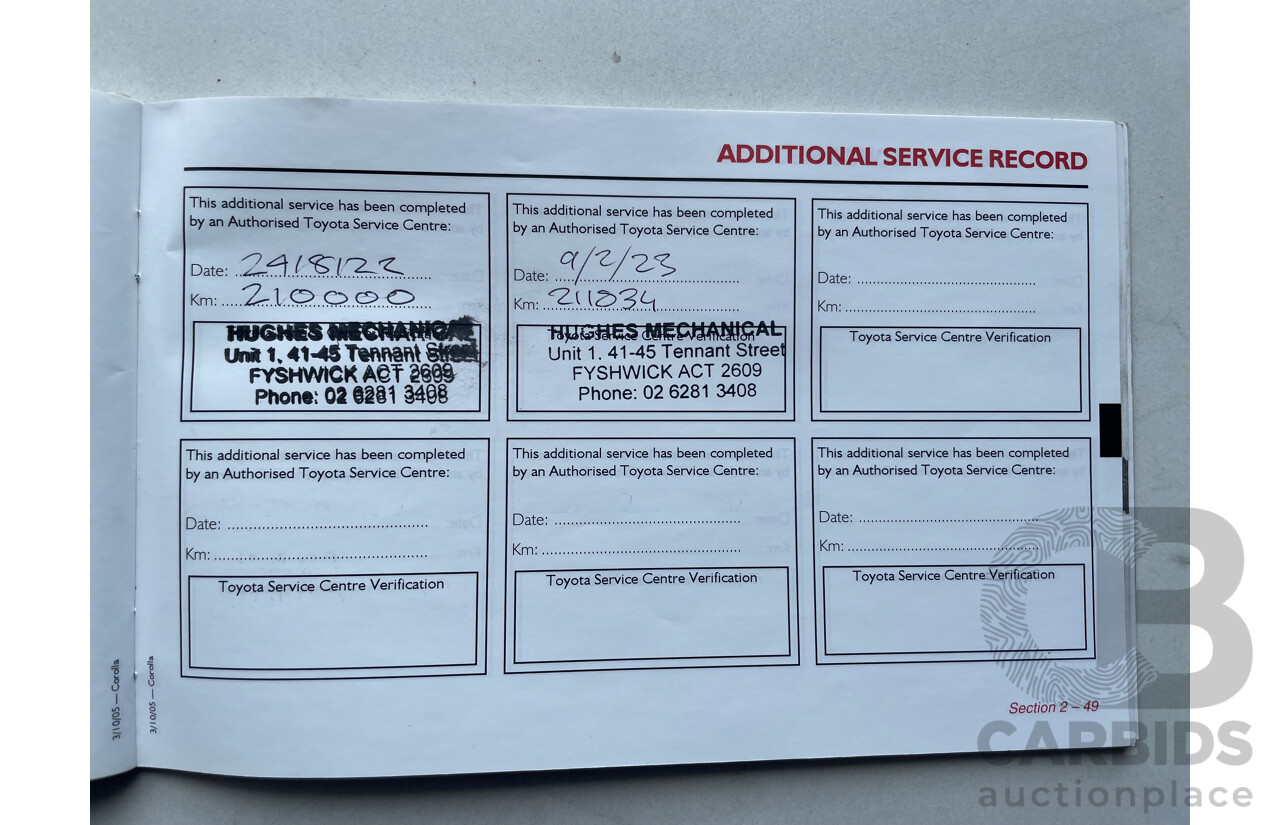 ADDITIONAL SERVICE RECORD
This additional service has been completed
by an Authorised Toyota Service Centre:
Date: 24/8/22
Km: 210000
HUGHES MECHANICAL
Unit 1, 41-45 Tennant Street
FYSHWICK ACT 2609
Phone: 02 6281 3408
This additional service has been completed
by an Authorised Toyota Service Centre:
Date: 9/2/23
Km: 211834
Toyota Service Centre Verification
HUGHES MECHANICAL
Unit 1, 41-45 Tennant Street
FYSHWICK ACT 2609
Phone: 02 6281 3408
This additional service has been completed
by an Authorised Toyota Service Centre:
Date:
Km:
Toyota Service Centre Verification
This additional service has been completed
by an Authorised Toyota Service Centre:
Date:
Km:
Toyota Service Centre Verification
This additional service has been completed
by an Authorised Toyota Service Centre:
Date:
Km:
Toyota Service Centre Verification
This additional service has been completed
by an Authorised Toyota Service Centre:
Date:
Km:
Toyota Service Centre Verification
3/10/05 — Corolla
3/10/05 — Corolla
Section 2 – 49
CARBIDS
auctionplace